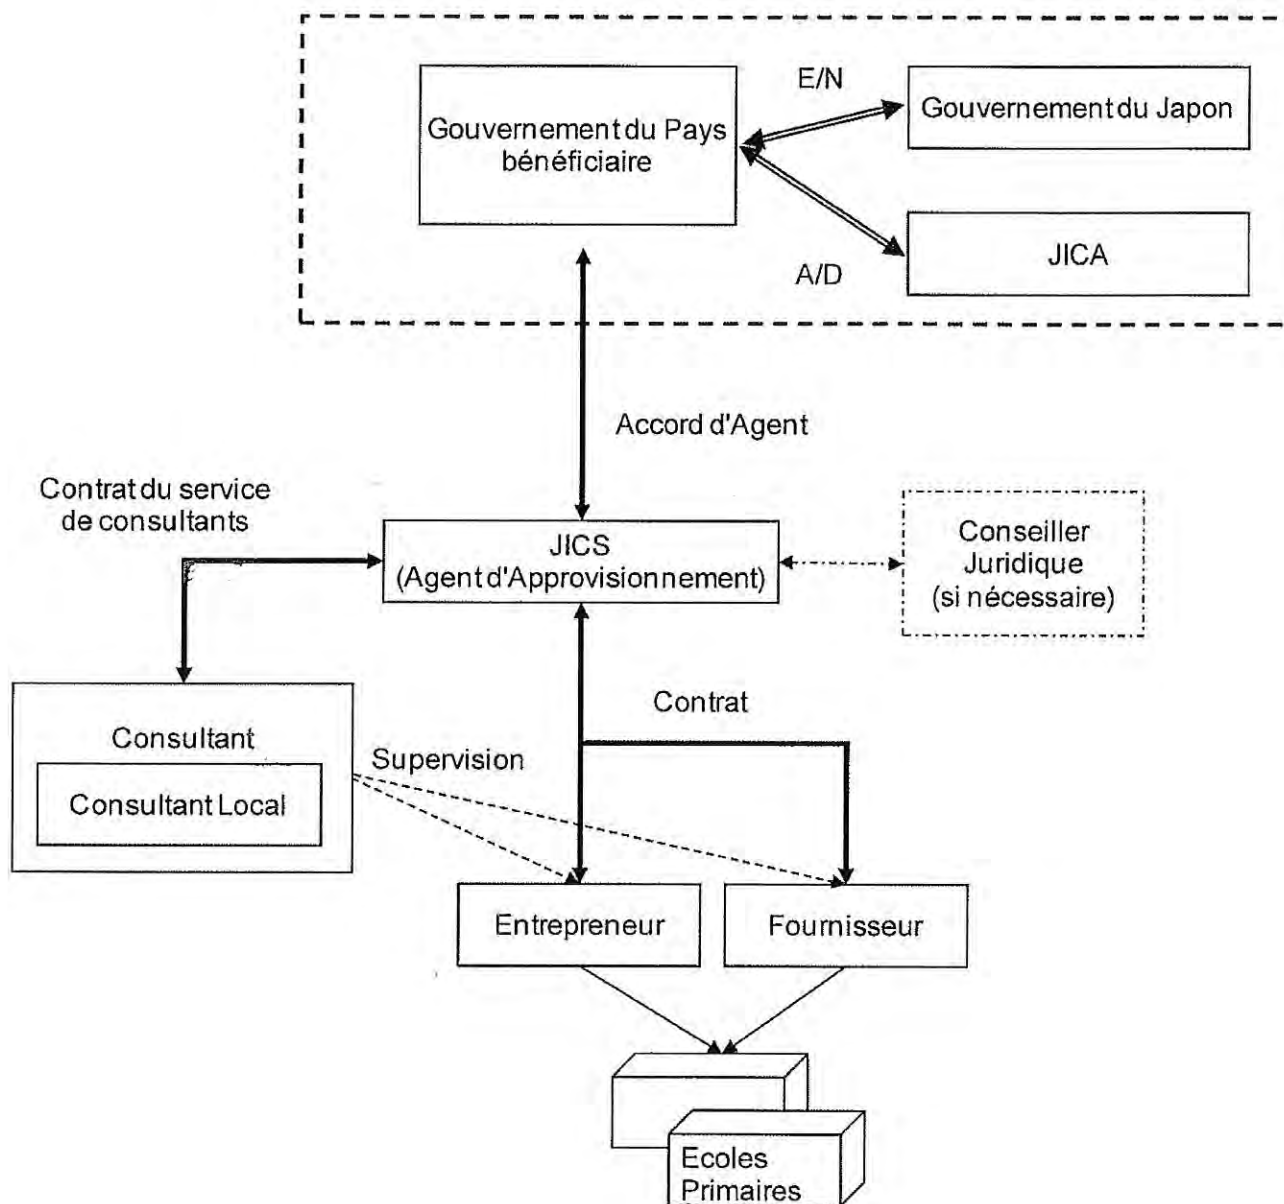 E/N
Gouvernement du Pays
bénéficiaire
Gouvernement du Japon
JICA
A/D
Accord d'Agent
Contrat du service
de consultants
JICS
(Agent d'Approvisionnement)
Conseiller
Juridique
(si nécessaire)
Contrat
Consultant
Supervision
Consultant Local
Entrepreneur
Fournisseur
Ecoles
Primaires